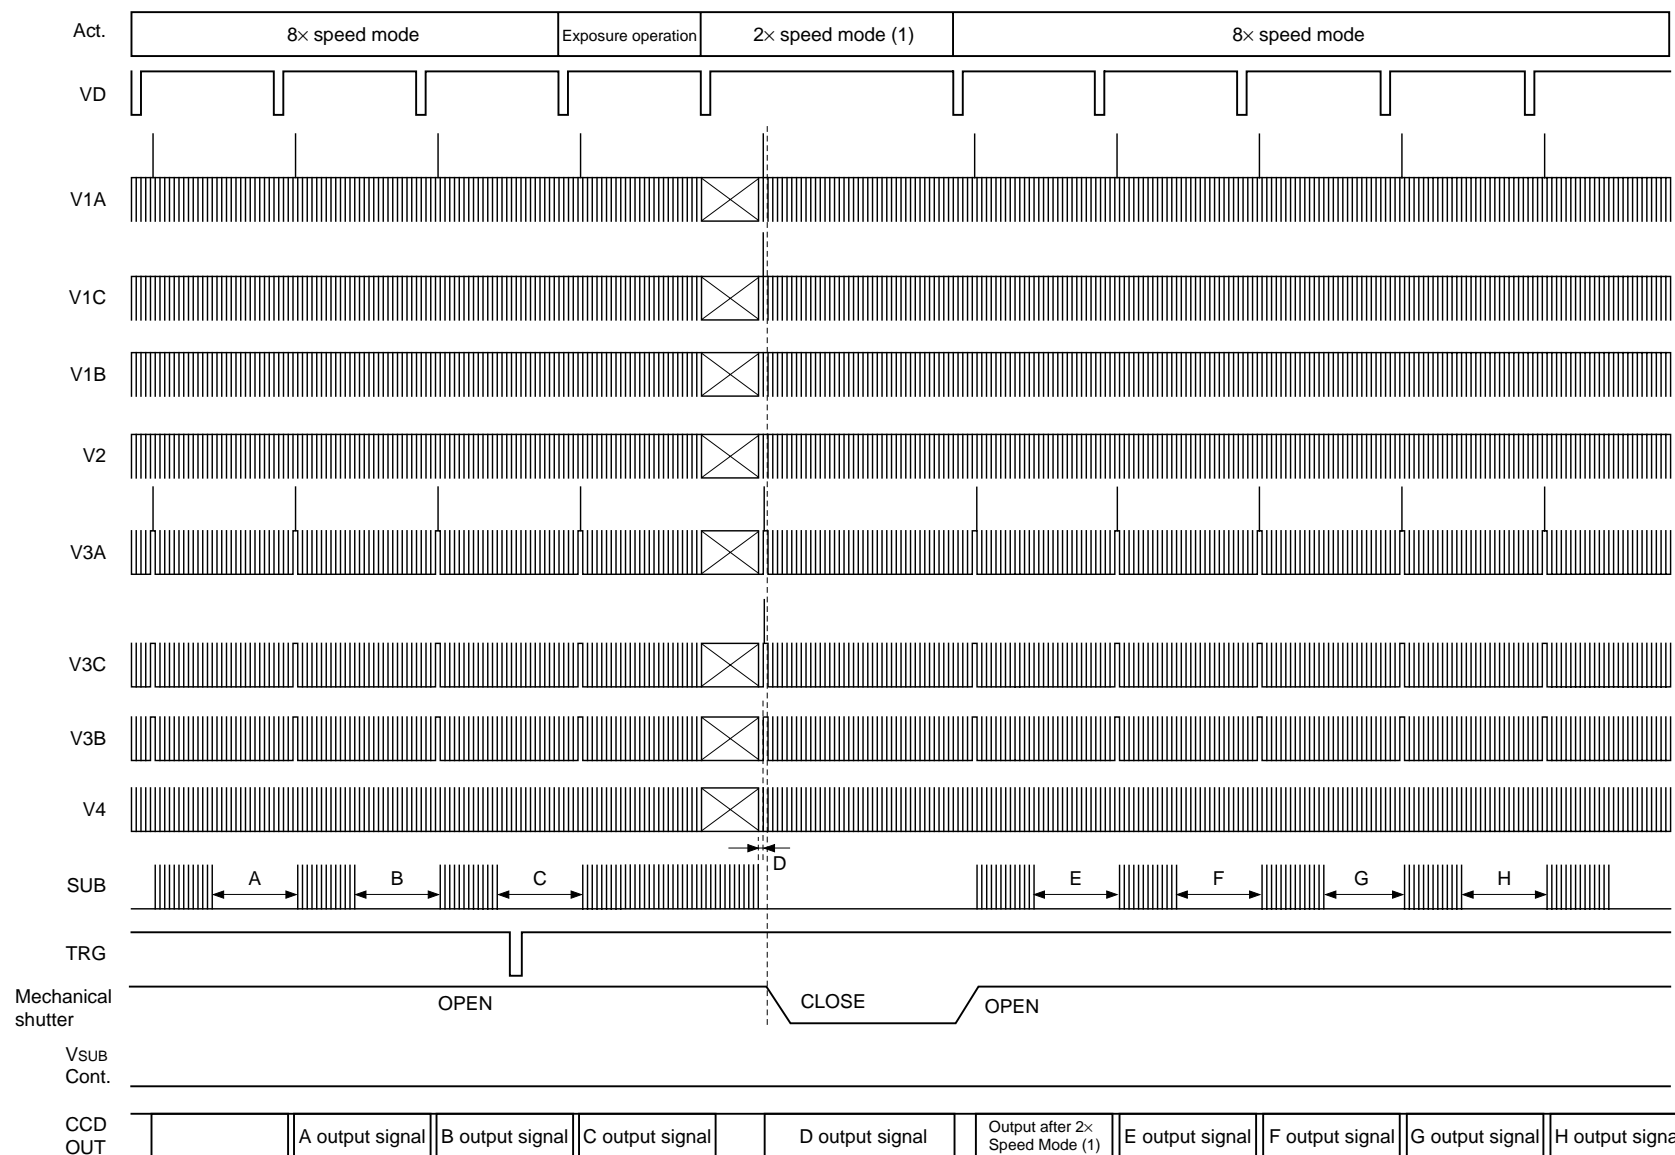 Act.
8× speed mode
Exposure operation
2× speed mode (1)
8× speed mode
VD
V1A
V1C
V1B
V2
V3A
V3C
V3B
V4
D
SUB
A
B
C
E
F
G
H
TRG
Mechanical
shutter
OPEN
CLOSE
OPEN
VSUB
Cont.
CCD
OUT
A output signal
B output signal
C output signal
D output signal
Output after 2×
Speed Mode (1)
E output signal
F output signal
G output signal
H output signa